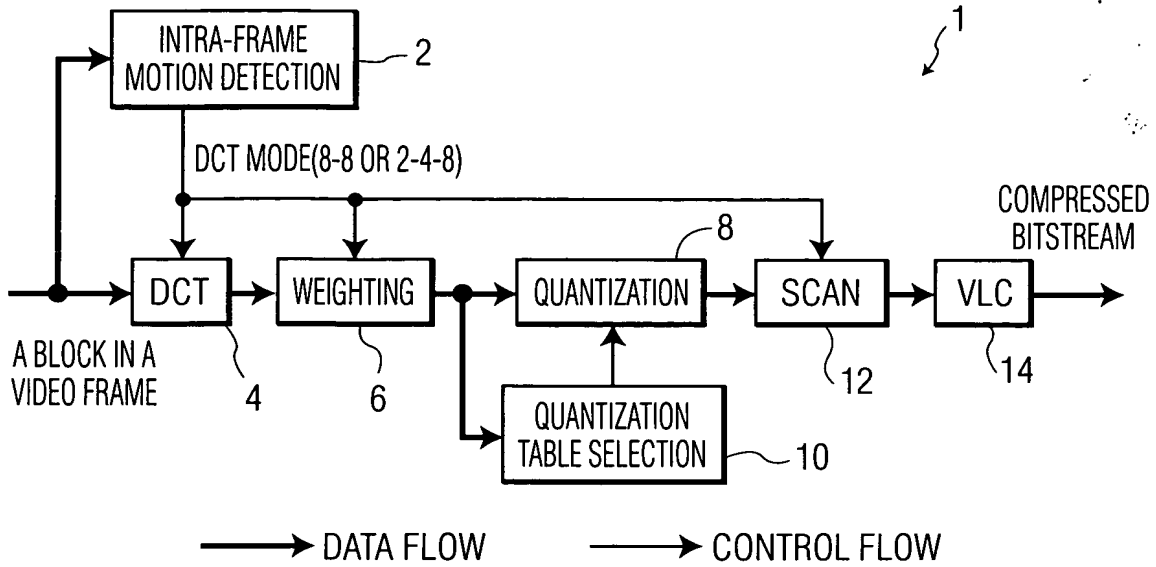 INTRA-FRAME
MOTION DETECTION
2
1
DCT MODE(8-8 OR 2-4-8)
COMPRESSED
BITSTREAM
8
DCT
WEIGHTING
QUANTIZATION
SCAN
VLC
A BLOCK IN A
VIDEO FRAME
4
6
12
14
QUANTIZATION
TABLE SELECTION
10
DATA FLOW
CONTROL FLOW